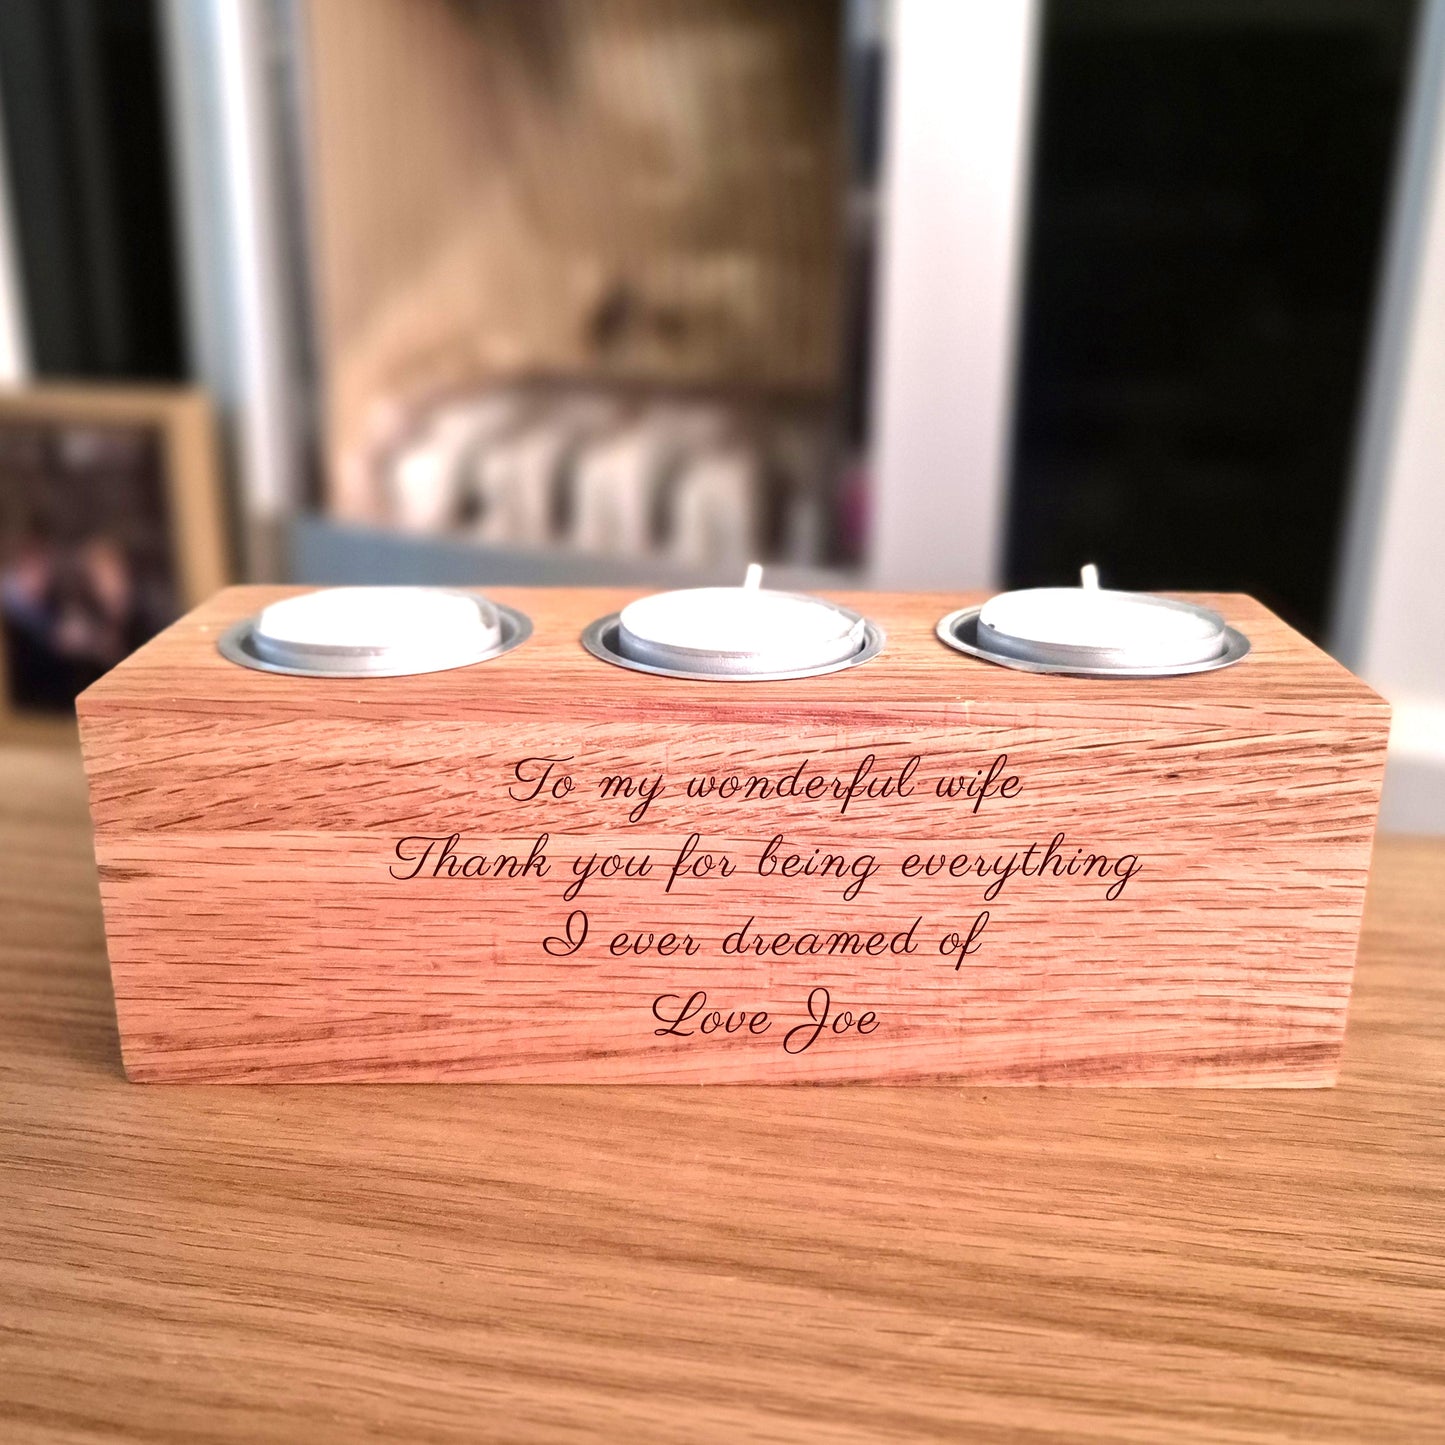 To my wonderful wife
Thank you for being everything
I ever dreamed of
Love Joe